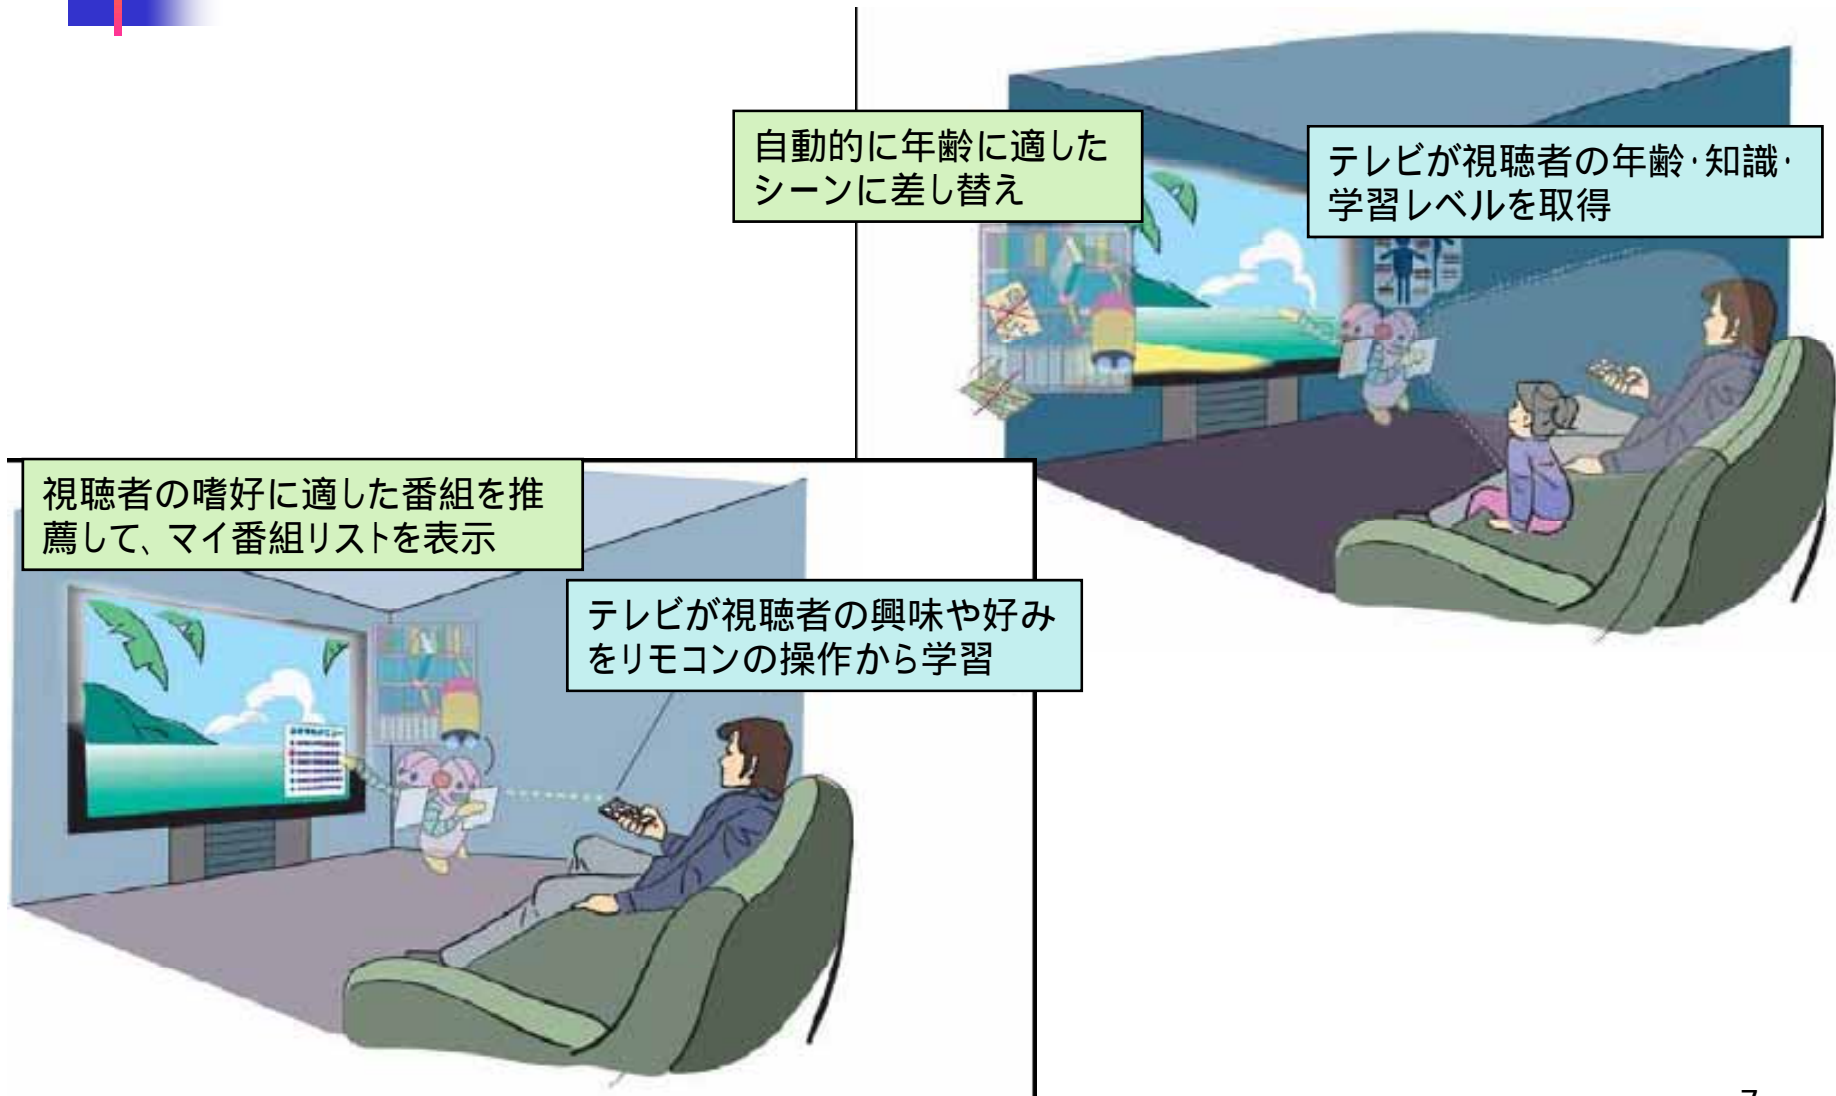 自動的に年齢に適した
シーンに差し替え
テレビが視聴者の年齢・知識・
学習レベルを取得
視聴者の嗜好に適した番組を推
薦して、マイ番組リストを表示
テレビが視聴者の興味や好み
をリモコンの操作から学習
7